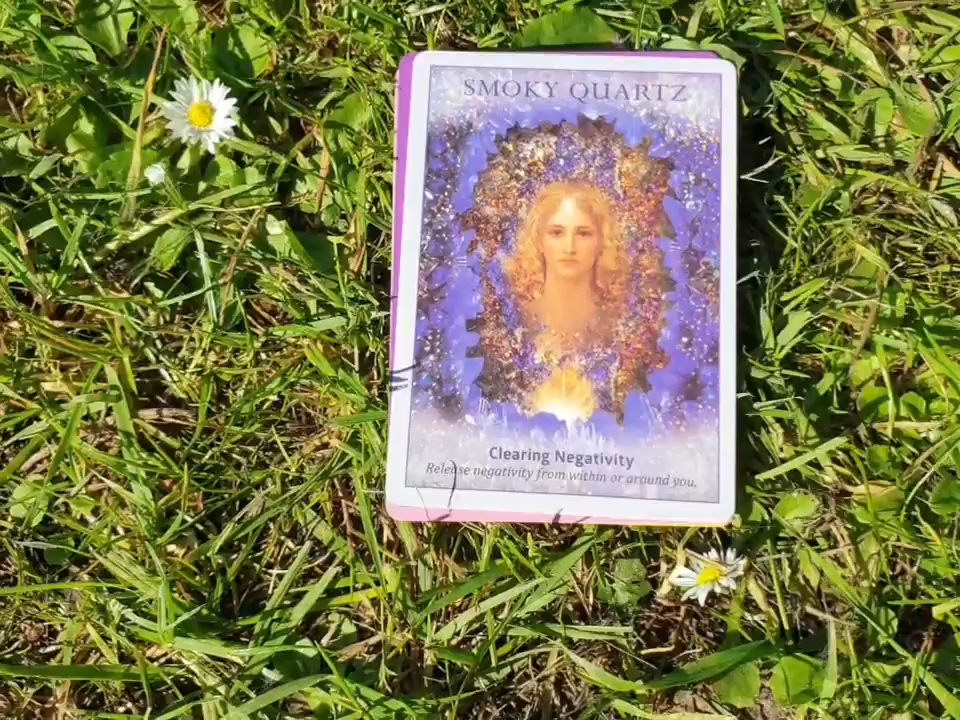 SMOKY QUARTZ
Clearing Negativity
Release negativity from within or around you.